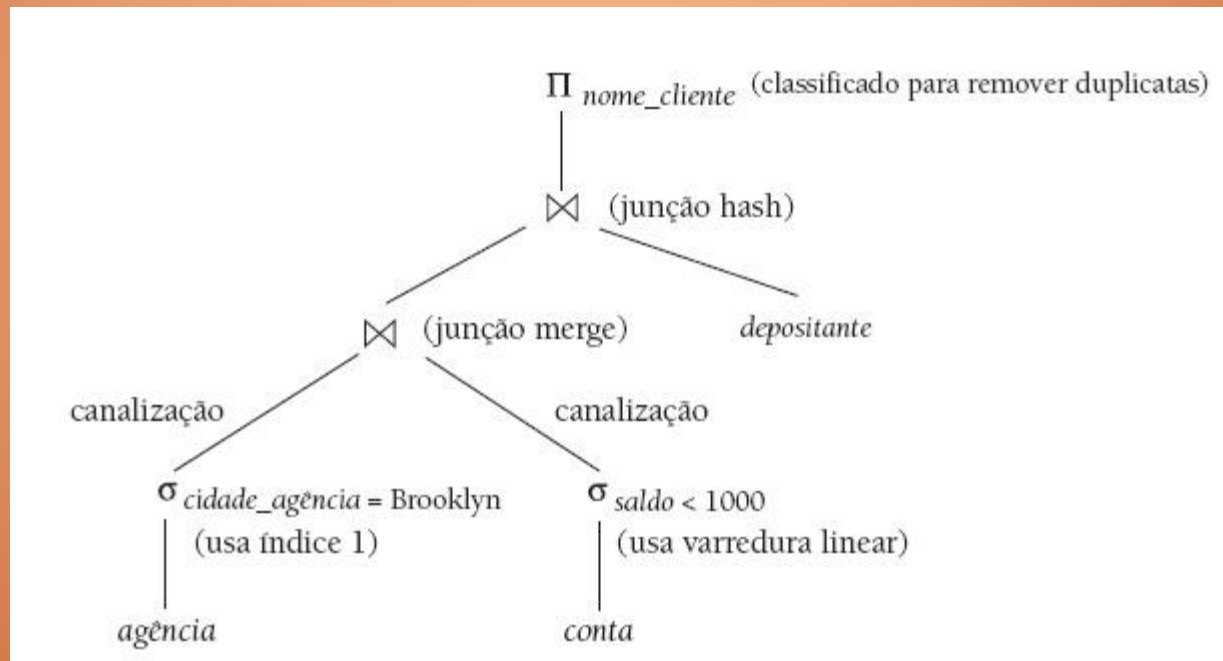 Π nome_cliente (classificado para remover duplicatas)
⋈ (junção hash)
⋈ (junção merge)
depositante
canalização
canalização
σ cidade_agência = Brooklyn
(usa índice 1)
σ saldo < 1000
(usa varredura linear)
agência
conta